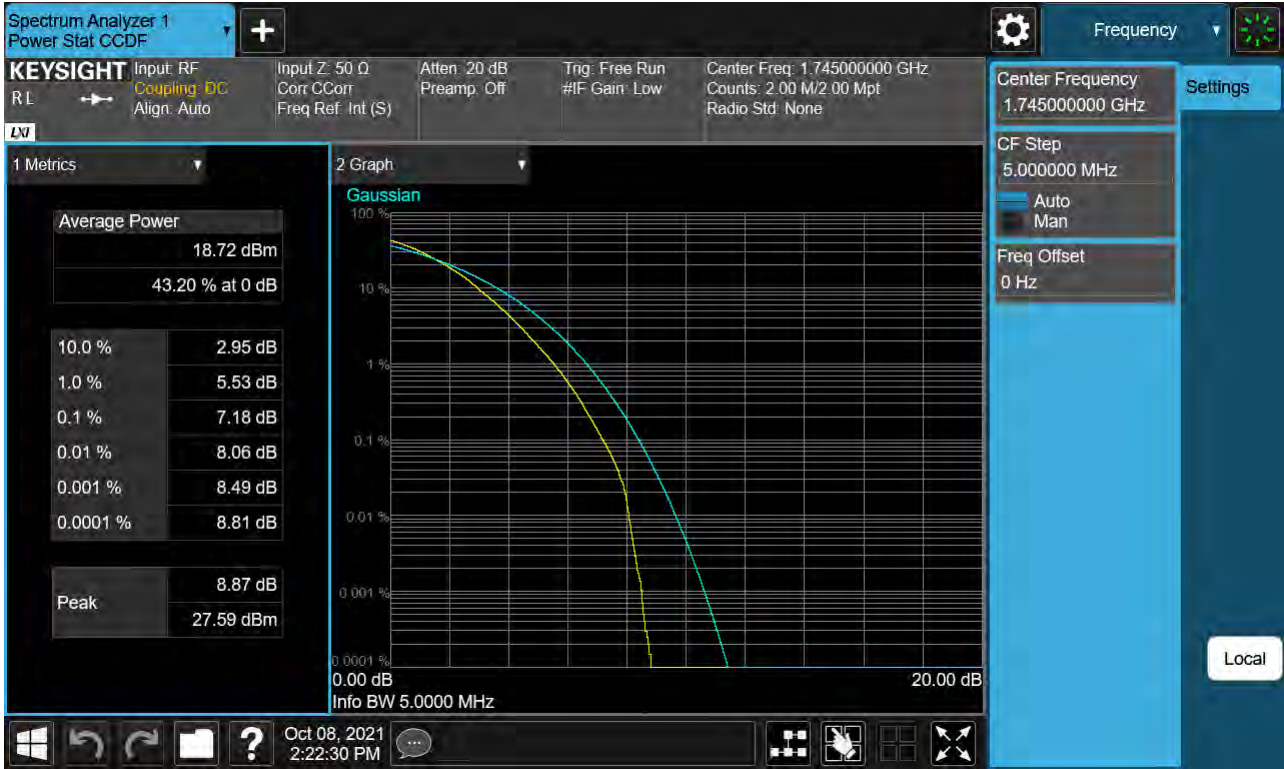 Spectrum Analyzer 1
Power Stat CCDF
Frequency
KEYSIGHT
R L
LXI
Input: RF
Coupling: DC
Align: Auto
Input Z: 50 Ω
Corr CCorr
Freq Ref: Int (S)
Atten: 20 dB
Preamp: Off
Trig: Free Run
#IF Gain: Low
Center Freq: 1.745000000 GHz
Counts: 2.00 M/2.00 Mpt
Radio Std: None
1 Metrics
Average Power
18.72 dBm
43.20 % at 0 dB
10.0 % 2.95 dB
1.0 % 5.53 dB
0.1 % 7.18 dB
0.01 % 8.06 dB
0.001 % 8.49 dB
0.0001 % 8.81 dB
Peak
8.87 dB
27.59 dBm
2 Graph
Gaussian
100 %
10 %
1 %
0.1 %
0.01 %
0.001 %
0.0001 %
0.00 dB 20.00 dB
Info BW 5.0000 MHz
Center Frequency
1.745000000 GHz
CF Step
5.000000 MHz
Auto
Man
Freq Offset
0 Hz
Settings
Local
Oct 08, 2021
2:22:30 PM